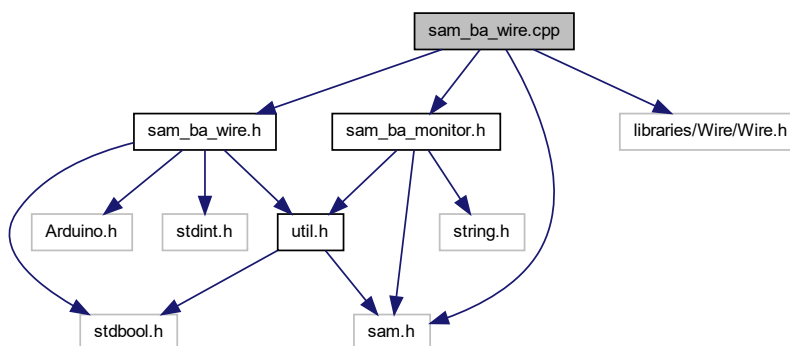 sam_ba_wire.cpp
sam_ba_wire.h
sam_ba_monitor.h
libraries/Wire/Wire.h
Arduino.h
stdint.h
util.h
string.h
stdbool.h
sam.h